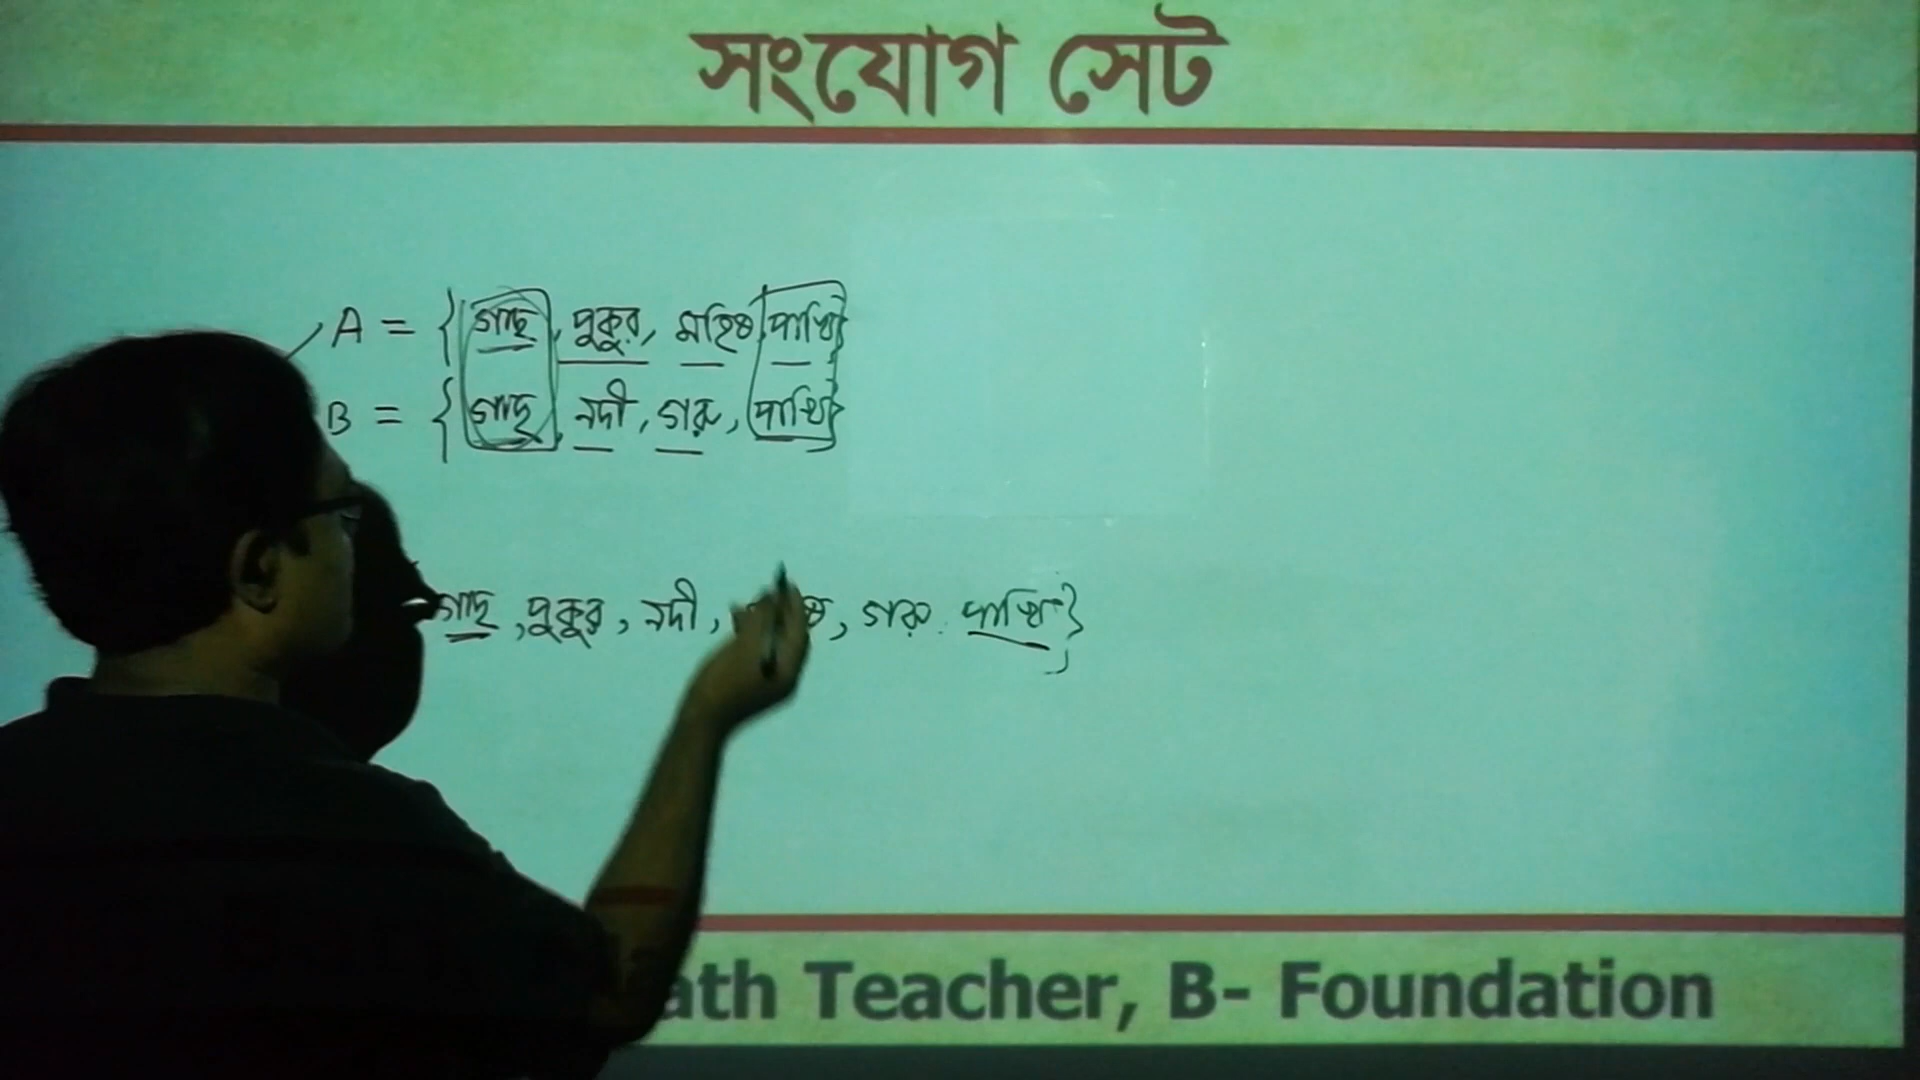 সংযোগ সেট
A = {গাছ, পুকুর, মহিষ, পাখি}
B = {গাছ, নদী, গরু, পাখি}
গাছ, পুকুর, নদী, গরু, পাখি}
ath Teacher, B- Foundation